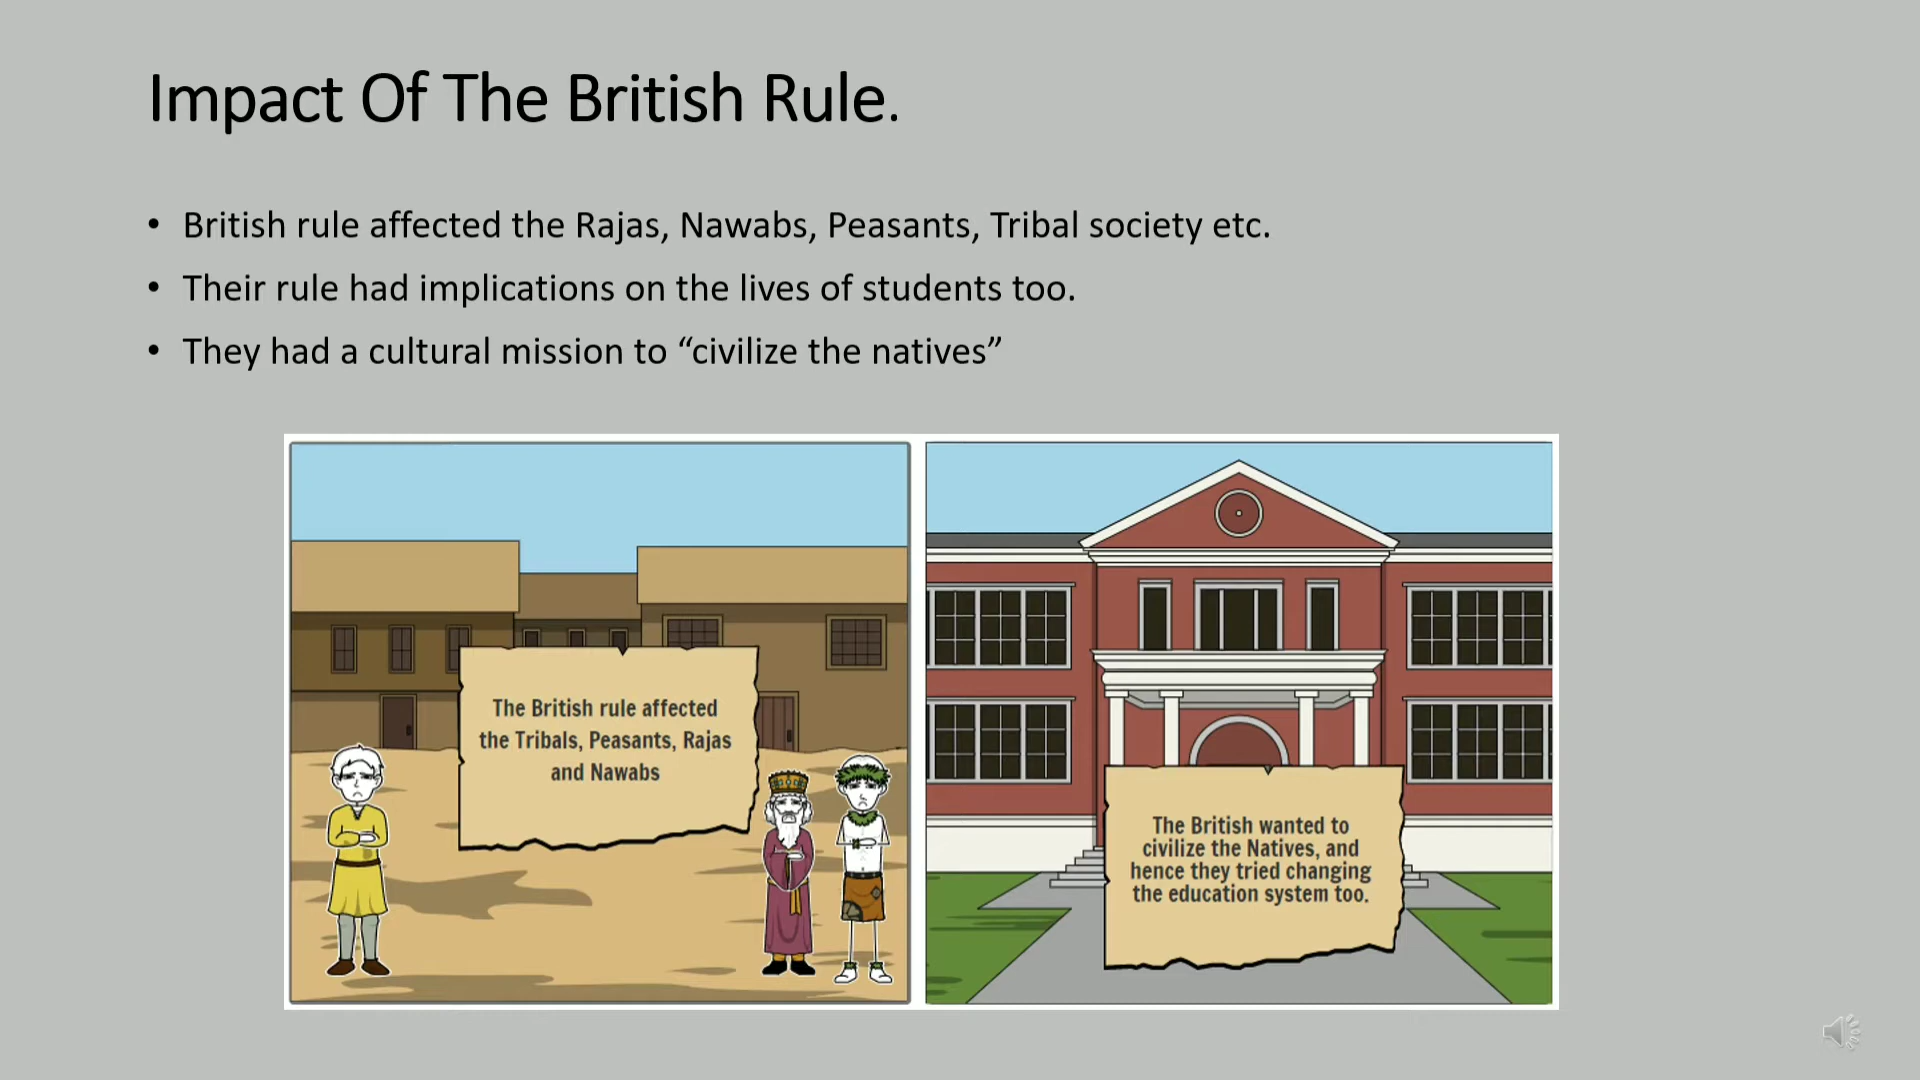 Impact Of The British Rule.
• British rule affected the Rajas, Nawabs, Peasants, Tribal society etc.
• Their rule had implications on the lives of students too.
• They had a cultural mission to “civilize the natives”
The British rule affected
the Tribals, Peasants, Rajas
and Nawabs
The British wanted to
civilize the Natives, and
hence they tried changing
the education system too.